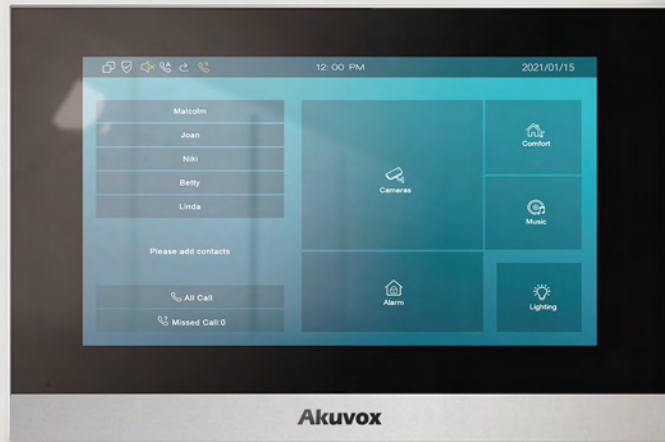 12: 00 PM
2021/01/15
Malcolm
Joan
Niki
Betty
Linda
Please add contacts
All Call
Missed Call:0
Cameras
Alarm
Comfort
Music
Lighting
Akuvox